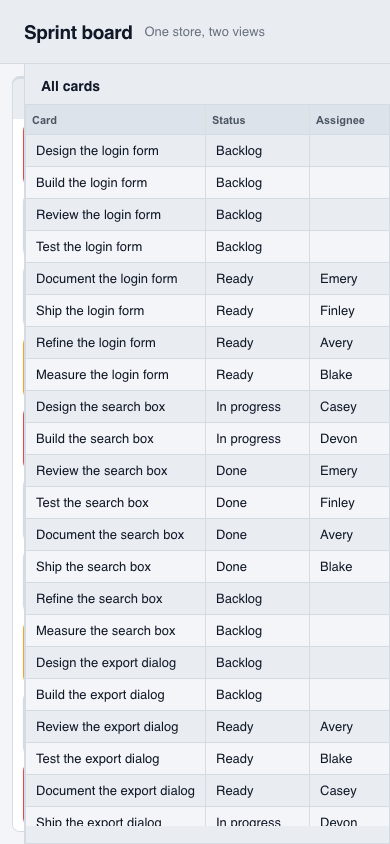 Sprint board One store, two views
All cards
Card Status Assignee
Design the login form Backlog
Build the login form Backlog
Review the login form Backlog
Test the login form Backlog
Document the login form Ready Emery
Ship the login form Ready Finley
Refine the login form Ready Avery
Measure the login form Ready Blake
Design the search box In progress Casey
Build the search box In progress Devon
Review the search box Done Emery
Test the search box Done Finley
Document the search box Done Avery
Ship the search box Done Blake
Refine the search box Backlog
Measure the search box Backlog
Design the export dialog Backlog
Build the export dialog Backlog
Review the export dialog Ready Avery
Test the export dialog Ready Blake
Document the export dialog Ready Casey
Ship the export dialog In progress Devon